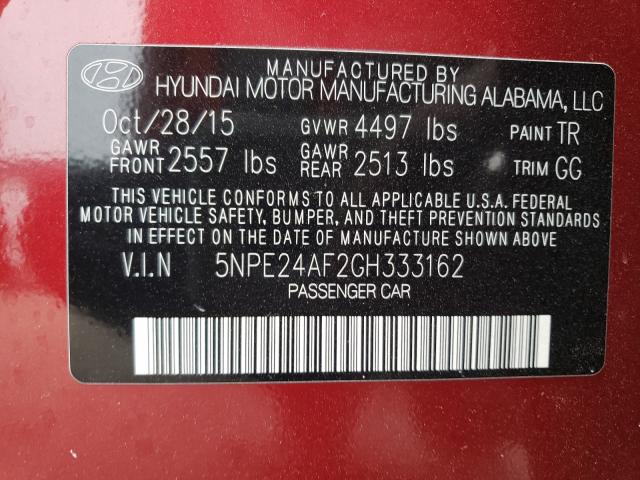 MANUFACTURED BY
HYUNDAI MOTOR MANUFACTURING ALABAMA, LLC
Oct/28/15 GVWR 4497 lbs PAINT TR
GAWR FRONT 2557 lbs GAWR REAR 2513 lbs TRIM GG
THIS VEHICLE CONFORMS TO ALL APPLICABLE U.S.A. FEDERAL
MOTOR VEHICLE SAFETY, BUMPER, AND THEFT PREVENTION STANDARDS
IN EFFECT ON THE DATE OF MANUFACTURE SHOWN ABOVE
V.I.N 5NPE24AF2GH333162
PASSENGER CAR